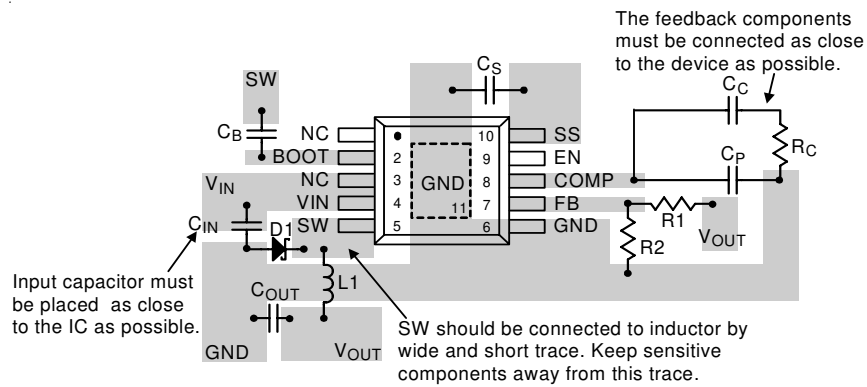 The feedback components
must be connected as close
to the device as possible.
CS
SW
CC
CB
NC
10
SS
RC
BOOT
2
9
EN
CP
NC
3
GND
8
COMP
VIN
VIN
4
11
7
FB
R1
CIN
D1
SW
5
6
GND
R2
VOUT
Input capacitor must
be placed as close
to the IC as possible.
L1
COUT
GND
VOUT
SW should be connected to inductor by
wide and short trace. Keep sensitive
components away from this trace.